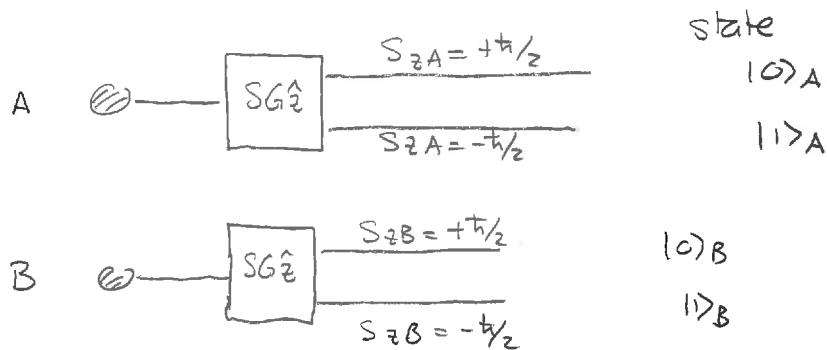 state
S_zA = +ħ/2
|0⟩_A
A
SGẑ
S_zA = -ħ/2
|1⟩_A
S_zB = +ħ/2
|0⟩_B
B
SGẑ
|1⟩_B
S_zB = -ħ/2